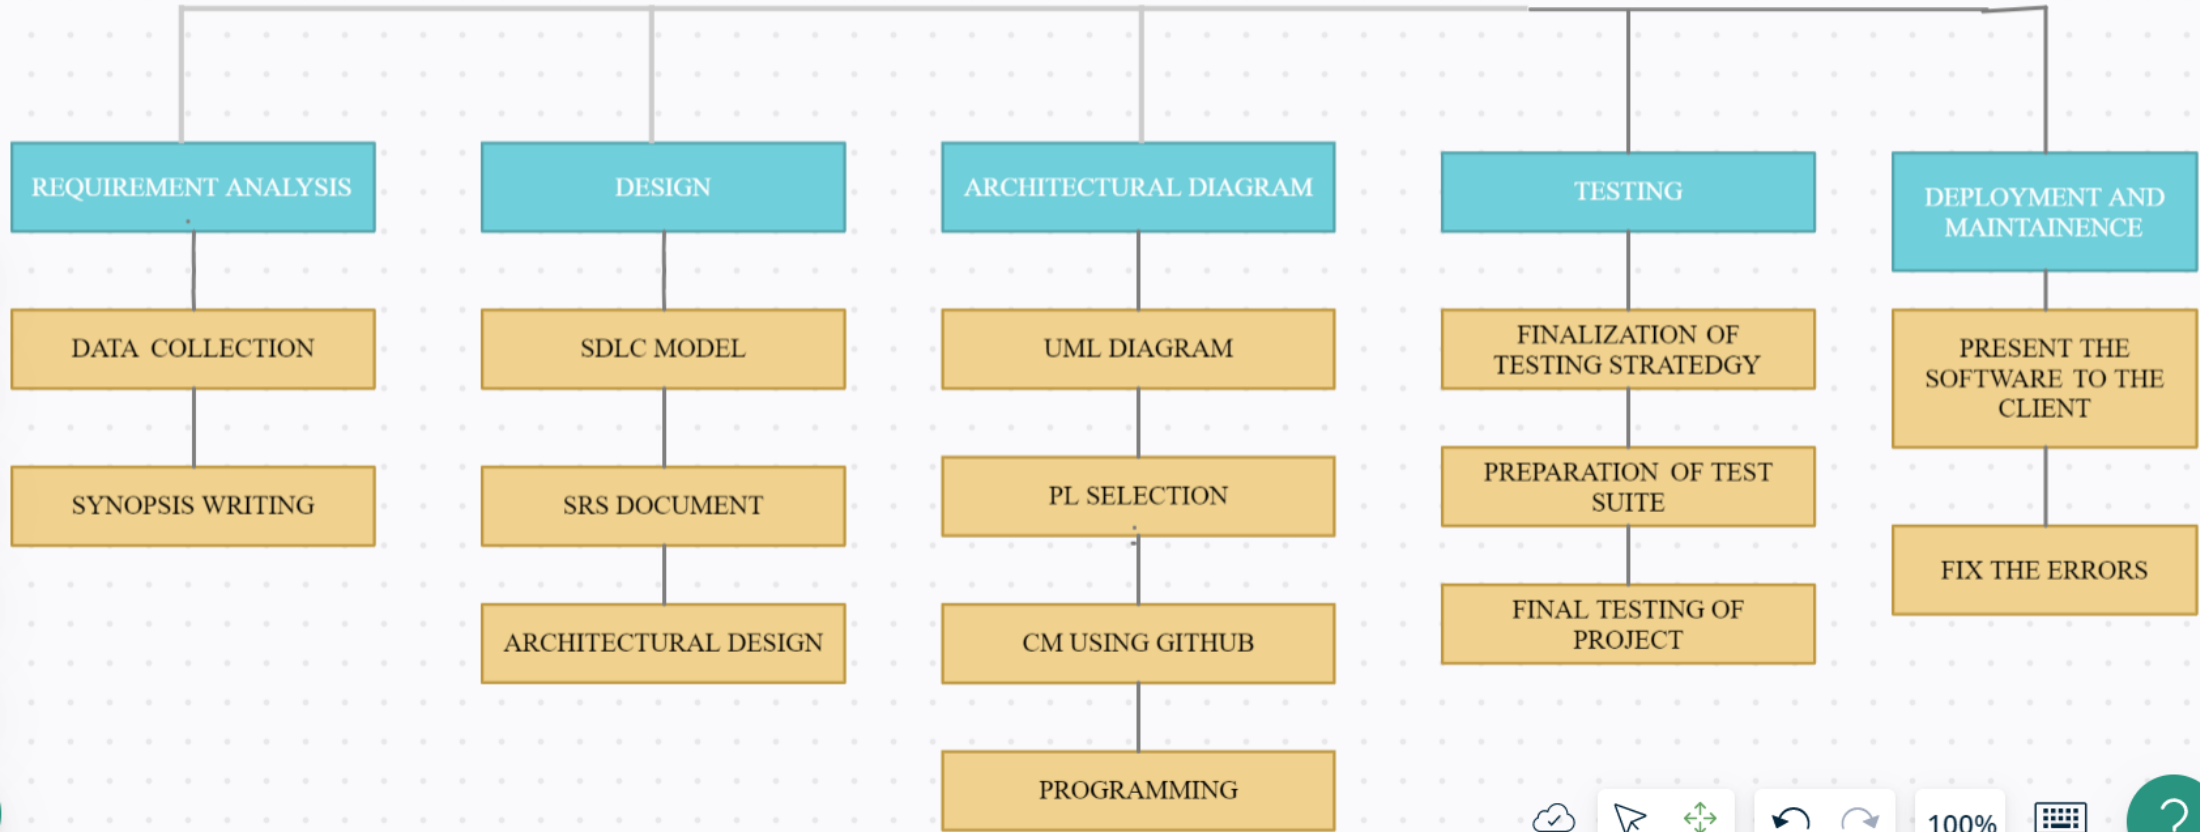 REQUIREMENT ANALYSIS
DATA COLLECTION
SYNOPSIS WRITING
DESIGN
SDLC MODEL
SRS DOCUMENT
ARCHITECTURAL DESIGN
ARCHITECTURAL DIAGRAM
UML DIAGRAM
PL SELECTION
CM USING GITHUB
PROGRAMMING
TESTING
FINALIZATION OF
TESTING STRATEDGY
PREPARATION OF TEST
SUITE
FINAL TESTING OF
PROJECT
DEPLOYMENT AND
MAINTAINENCE
PRESENT THE
SOFTWARE TO THE
CLIENT
FIX THE ERRORS
100%
?